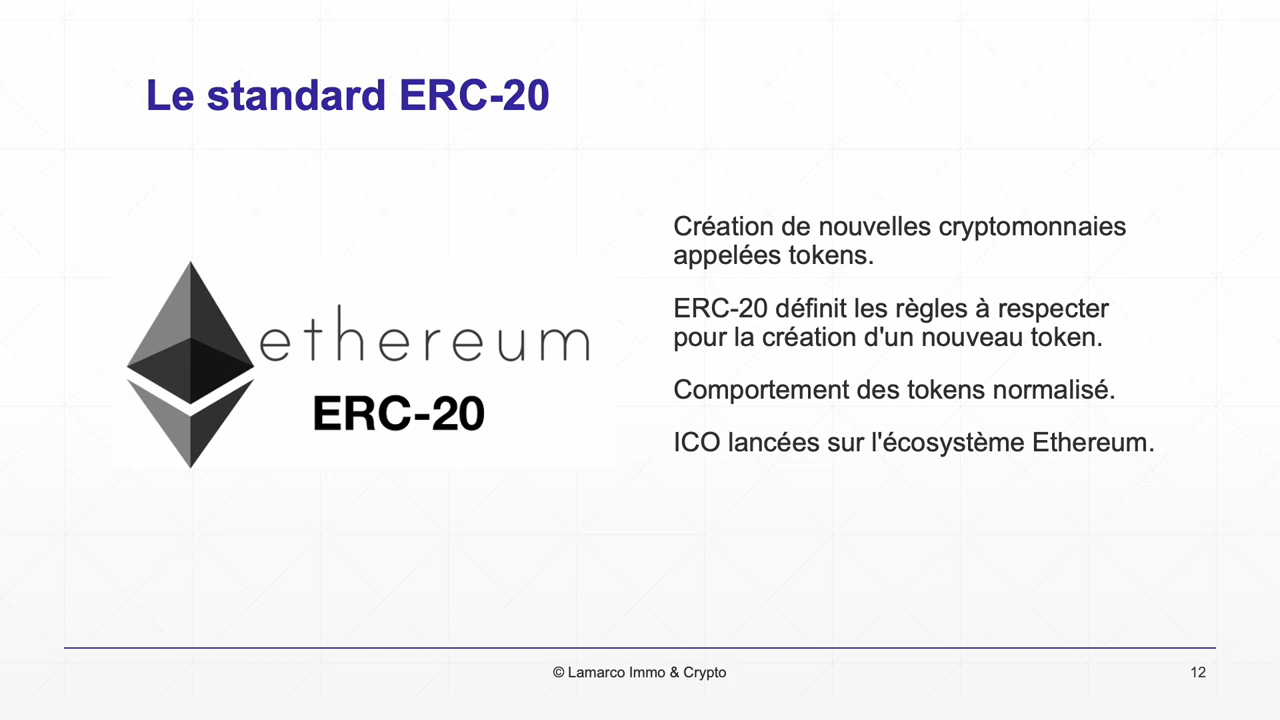 Le standard ERC-20
ethereum
ERC-20
Création de nouvelles cryptomonnaies
appelées tokens.
ERC-20 définit les règles à respecter
pour la création d'un nouveau token.
Comportement des tokens normalisé.
ICO lancées sur l'écosystème Ethereum.
© Lamarco Immo & Crypto
12